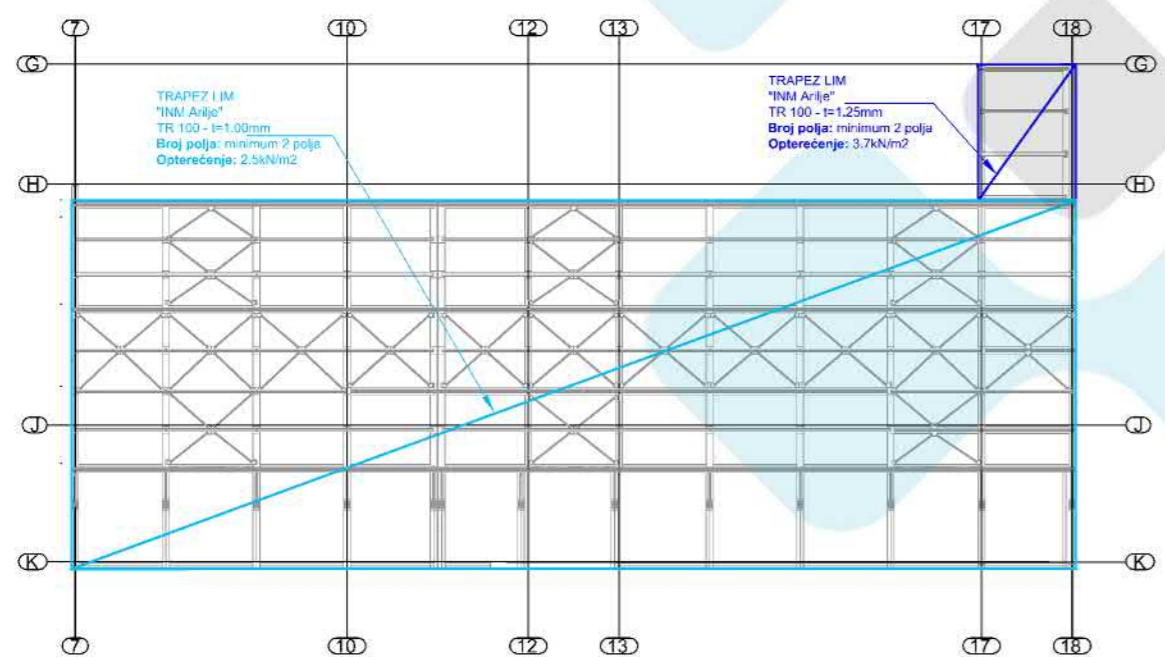 7 10 12 13 17 18
G G
TRAPEZ LIM
"INM Arilje"
TR 100 - t=1.00mm
Broj polja: minimum 2 polja
Opterećenje: 2.5kN/m2
TRAPEZ LIM
"INM Arilje"
TR 100 - t=1.25mm
Broj polja: minimum 2 polja
Opterećenje: 3.7kN/m2
H H
J J
K K
7 10 12 13 17 18